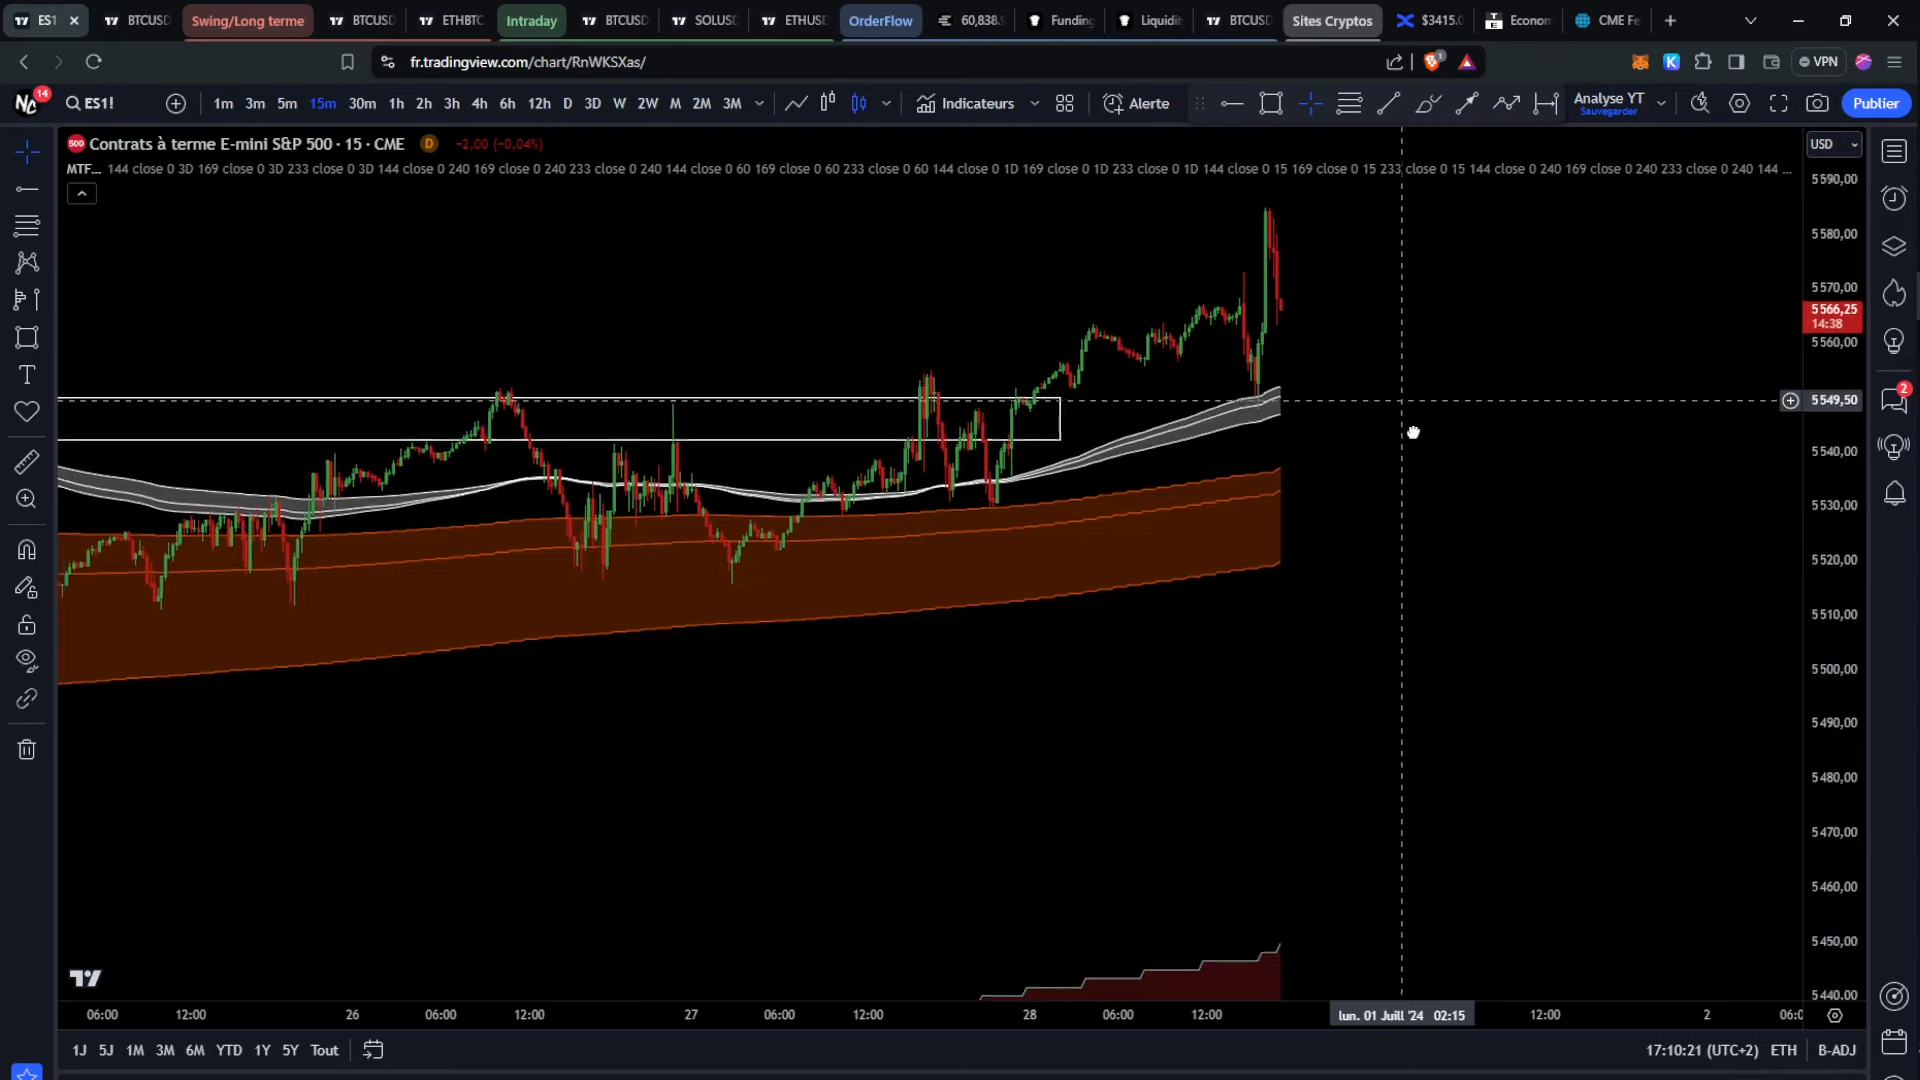 ES1 BTCUSD Swing/Long terme BTCUSD ETHBTC Intraday BTCUSD SOLUSD ETHUSD OrderFlow 60,838. Funding Liquidit BTCUSD Sites Cryptos $3415.0 Econom CME Fe
fr.tradingview.com/chart/RnWKSXas/ 1 VPN
14 ES1! 1m 3m 5m 15m 30m 1h 2h 3h 4h 6h 12h D 3D W 2W M 2M 3M Indicateurs Alerte Analyse YT Publier
Sauvegarder
500 Contrats à terme E-mini S&P 500 · 15 · CME D −2,00 (−0,04%) USD
MTF... 144 close 0 3D 169 close 0 3D 233 close 0 3D 144 close 0 240 169 close 0 240 233 close 0 240 144 close 0 60 169 close 0 60 233 close 0 60 144 close 0 1D 169 close 0 1D 233 close 0 1D 144 close 0 15 169 close 0 15 233 close 0 15 144 close 0 240 169 close 0 240 233 close 0 240 144 ...
5 590,00
5 580,00
5 570,00
5 566,25
14:38
5 560,00
2
5 549,50
5 540,00
5 530,00
5 520,00
5 510,00
5 500,00
5 490,00
5 480,00
5 470,00
5 460,00
5 450,00
5 440,00
06:00 12:00 26 06:00 12:00 27 06:00 12:00 28 06:00 12:00 lun. 01 Juill '24 02:15 12:00 2 06:0
1J 5J 1M 3M 6M YTD 1Y 5Y Tout 17:10:21 (UTC+2) ETH B-ADJ